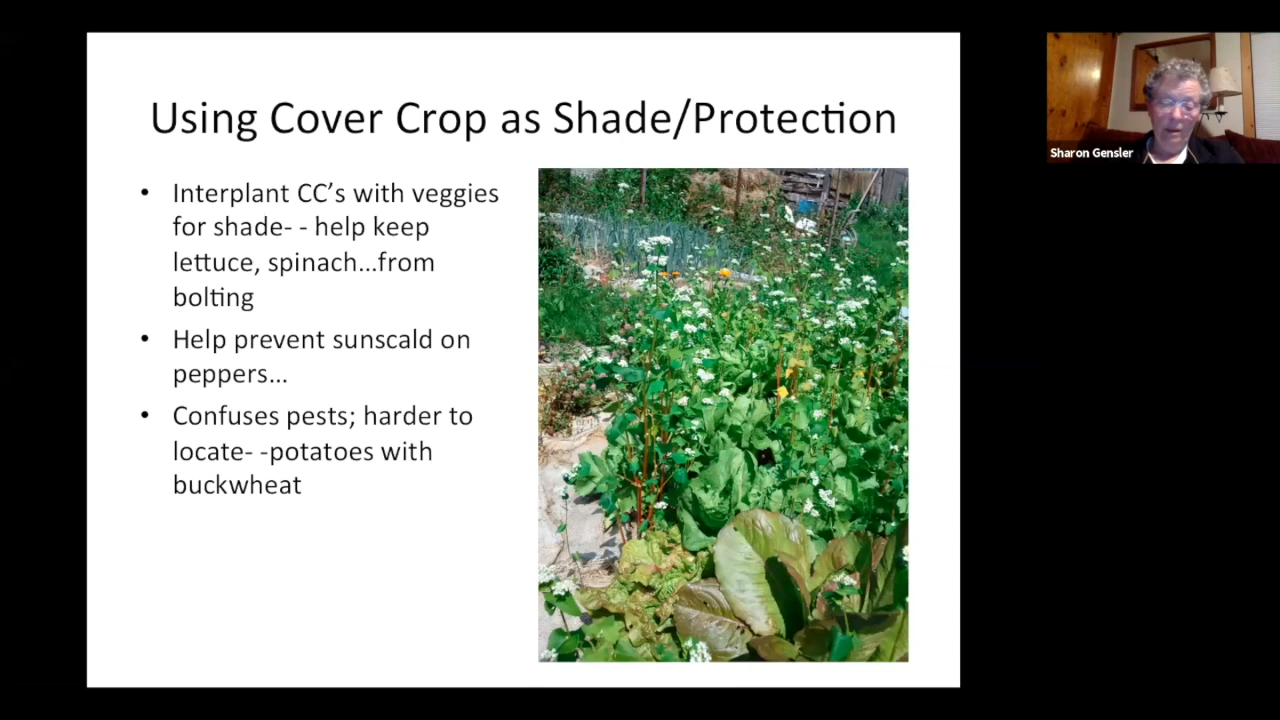 Using Cover Crop as Shade/Protection
• Interplant CC’s with veggies
for shade- - help keep
lettuce, spinach…from
bolting
• Help prevent sunscald on
peppers…
• Confuses pests; harder to
locate- -potatoes with
buckwheat
Sharon Gensler